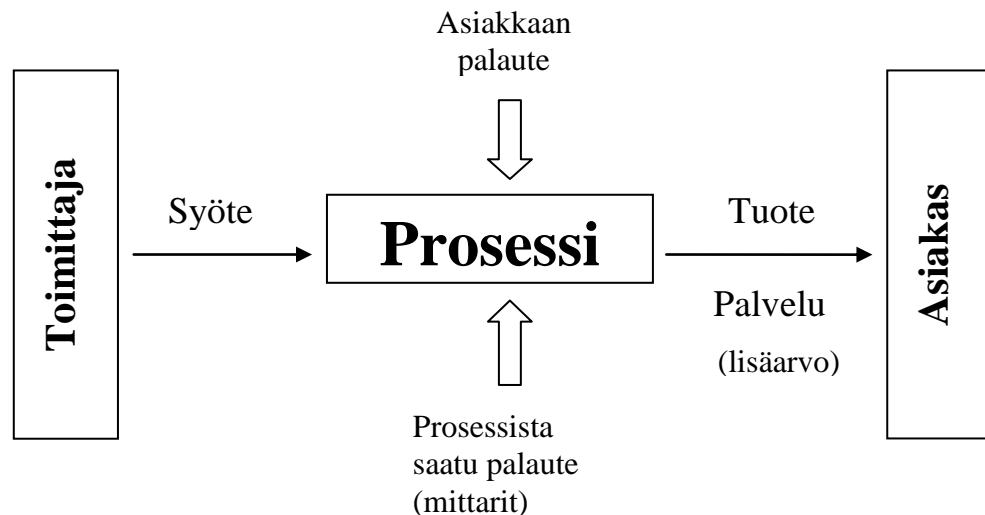 Asiakkaan
palaute
Toimittaja
Syöte
Prosessi
Tuote
Palvelu
(lisäarvo)
Asiakas
Prosessista
saatu palaute
(mittarit)